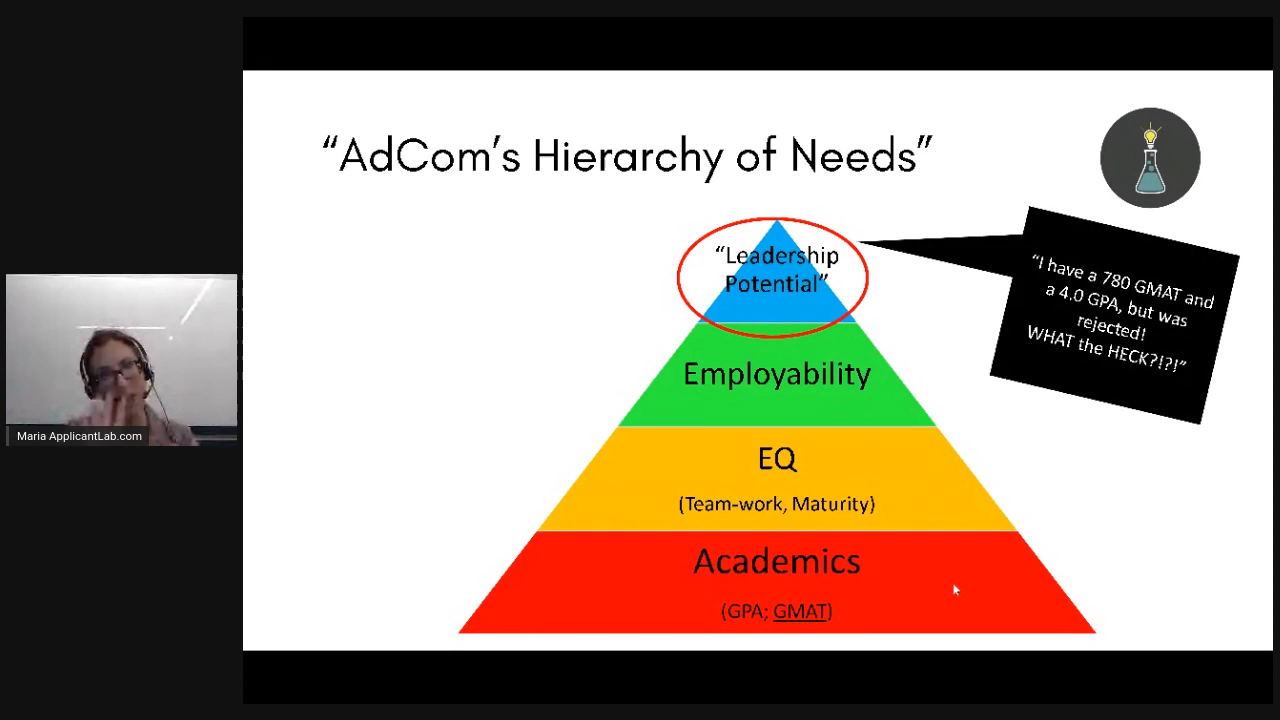 “AdCom’s Hierarchy of Needs”
“Leadership
Potential”
“I have a 780 GMAT and
a 4.0 GPA, but was
rejected!
WHAT the HECK?!?!”
Employability
EQ
(Team-work, Maturity)
Academics
(GPA; GMAT)
Maria ApplicantLab.com